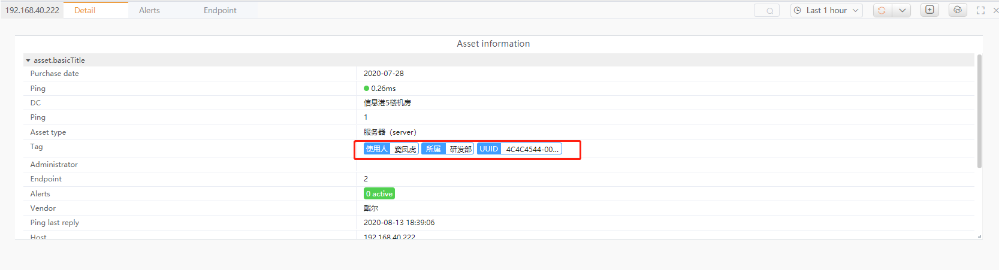 192.168.40.222 Detail Alerts Endpoint Last 1 hour
Asset information
asset.basicTitle
Purchase date 2020-07-28
Ping 0.26ms
DC 信息港5楼机房
Ping 1
Asset type 服务器（server）
Tag 使用人 窦凤虎 所属 研发部 UUID 4C4C4544-00...
Administrator
Endpoint 2
Alerts 0 active
Vendor 戴尔
Ping last reply 2020-08-13 18:39:06
Host 192.168.40.222